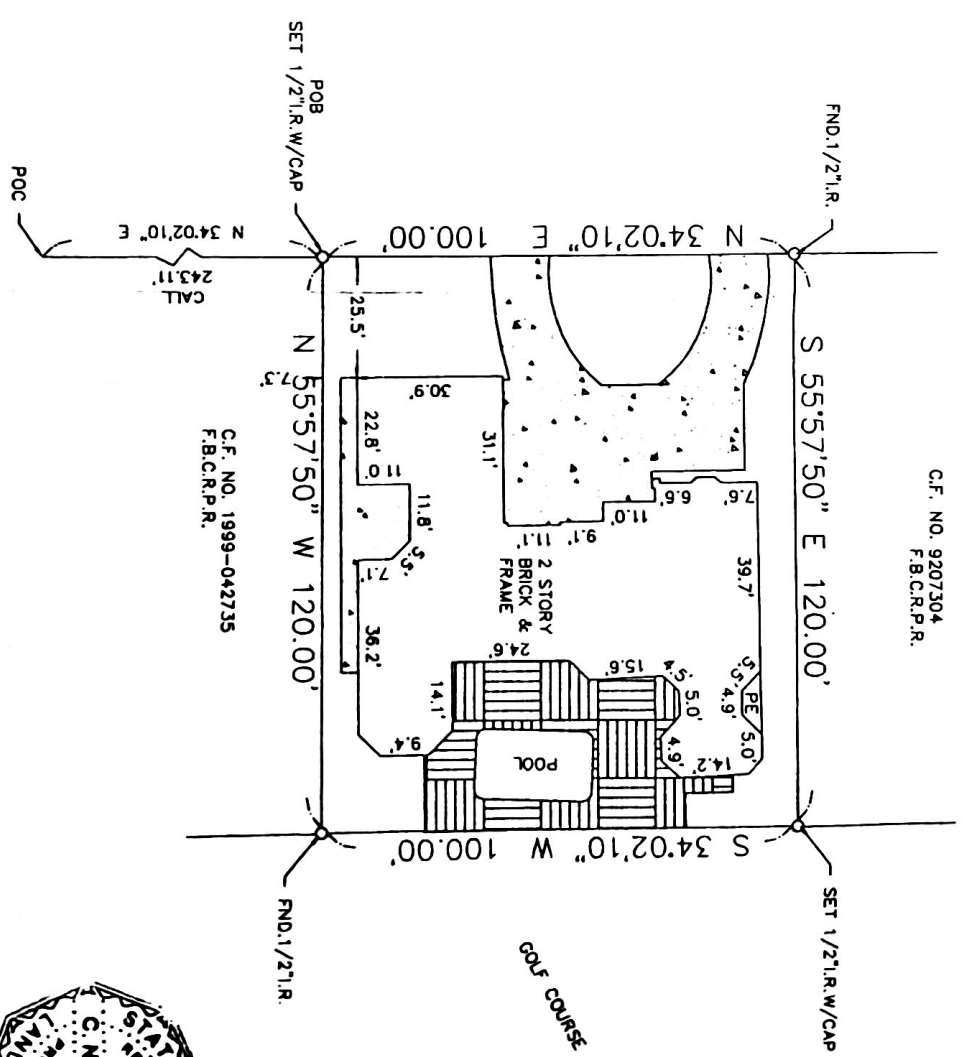 FND.1/2"I.R.
POB
SET 1/2"I.R.W/CAP
POC
N 34°02'10" E
CALL
243.11'
N 34°02'10" E 100.00'
S 55°57'50" E 120.00'
C.F. NO. 9207304
F.B.C.R.P.R.
N 55°57'50" W 120.00'
C.F. NO. 1999-042735
F.B.C.R.P.R.
25.5'
7.3'
30.9'
22.8'
11.0'
11.8'
5.5'
7.1'
36.2'
31.1'
11.1'
9.1'
11.0'
6.6'
7.6'
39.7'
2 STORY
BRICK &
FRAME
24.6'
15.6'
4.5'
5.0'
4.9'
14.2'
5.0'
PE
4.9'
5.5'
14.1'
9.4'
POOL
S 34°02'10" W 100.00'
SET 1/2"I.R.W/CAP
FND.1/2"I.R.
GOLF COURSE
STAT
LAND